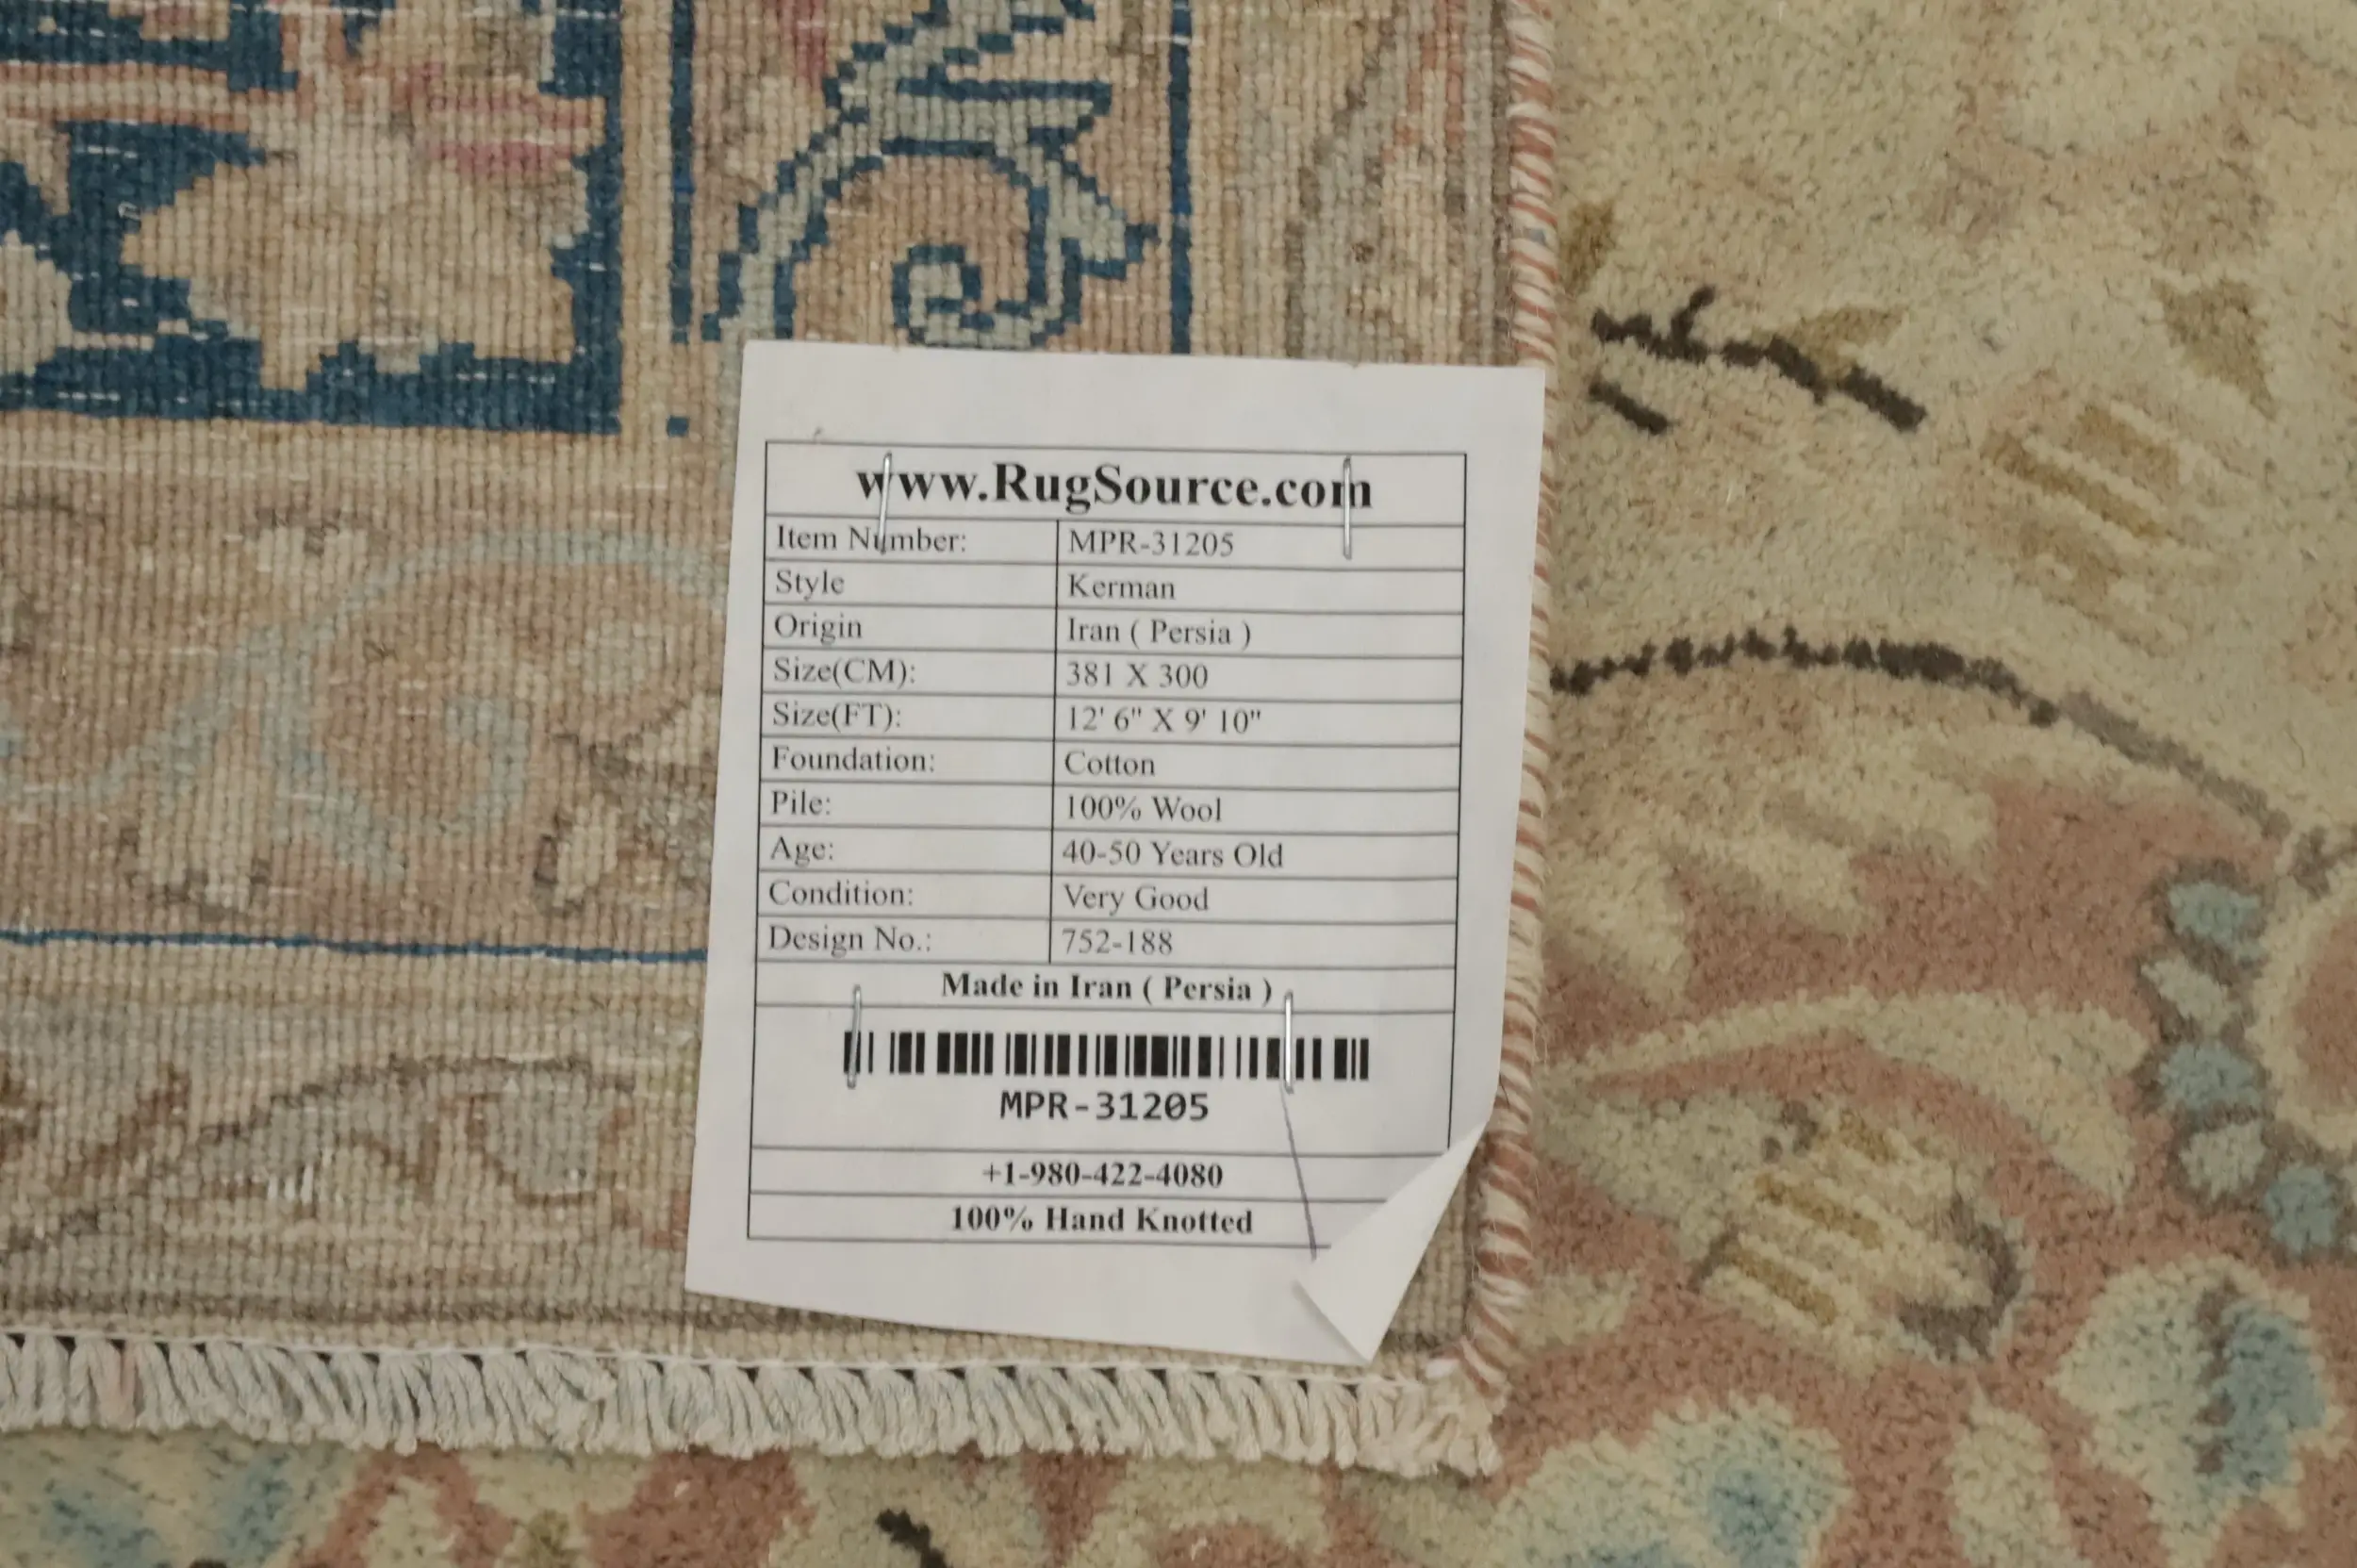 www.RugSource.com
Item Number: MPR-31205
Style Kerman
Origin Iran ( Persia )
Size(CM): 381 X 300
Size(FT): 12' 6" X 9' 10"
Foundation: Cotton
Pile: 100% Wool
Age: 40-50 Years Old
Condition: Very Good
Design No.: 752-188
Made in Iran ( Persia )
MPR-31205
+1-980-422-4080
100% Hand Knotted